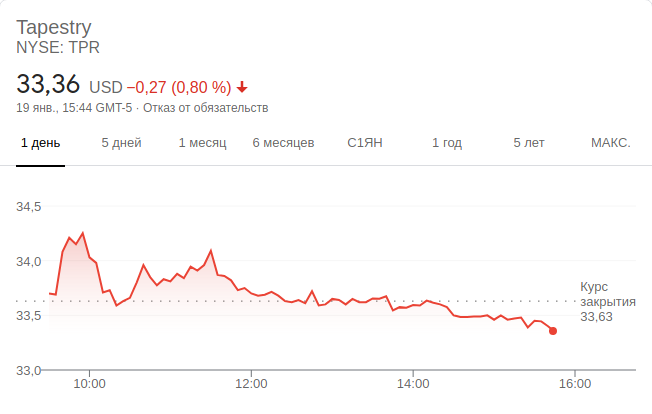 Tapestry
NYSE: TPR
33,36 USD −0,27 (0,80 %)
19 янв., 15:44 GMT-5 · Отказ от обязательств
1 день 5 дней 1 месяц 6 месяцев С1ЯН 1 год 5 лет МАКС.
34,5
34,0
33,5
33,0
Курс
закрытия
33,63
10:00 12:00 14:00 16:00